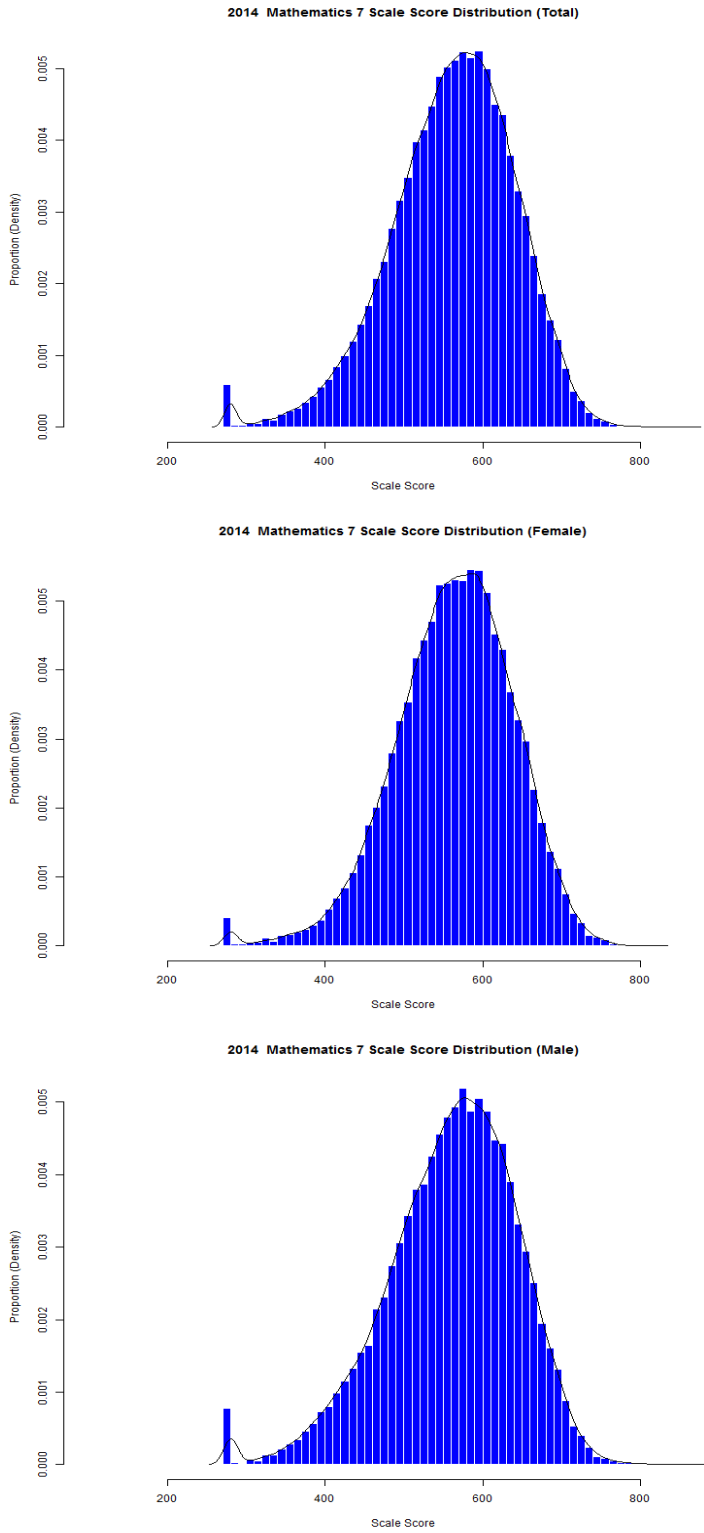 2014 Mathematics 7 Scale Score Distribution (Total)
Proportion (Density)
0.005
0.004
0.003
0.002
0.001
0.000
200 400 600 800
Scale Score
2014 Mathematics 7 Scale Score Distribution (Female)
Proportion (Density)
0.005
0.004
0.003
0.002
0.001
0.000
200 400 600 800
Scale Score
2014 Mathematics 7 Scale Score Distribution (Male)
Proportion (Density)
0.005
0.004
0.003
0.002
0.001
0.000
200 400 600 800
Scale Score